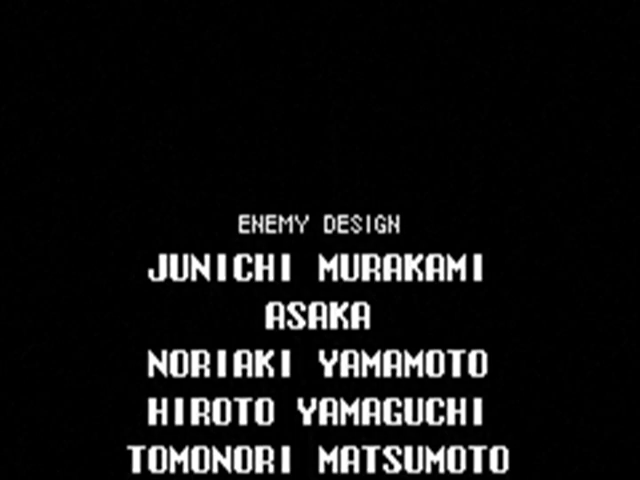 ENEMY DESIGN
JUNICHI MURAKAMI
ASAKA
NORIAKI YAMAMOTO
HIROTO YAMAGUCHI
TOMONORI MATSUMOTO